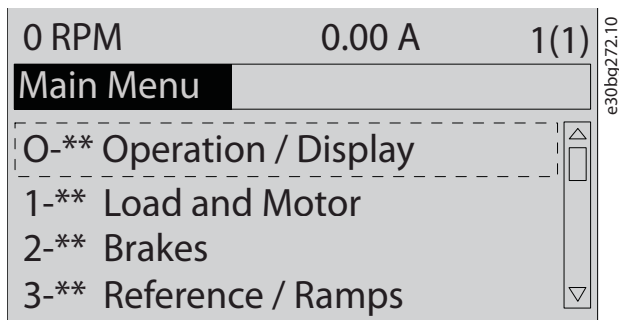 0 RPM 0.00 A 1(1)
Main Menu
O-** Operation / Display
1-** Load and Motor
2-** Brakes
3-** Reference / Ramps
e30bq272.10